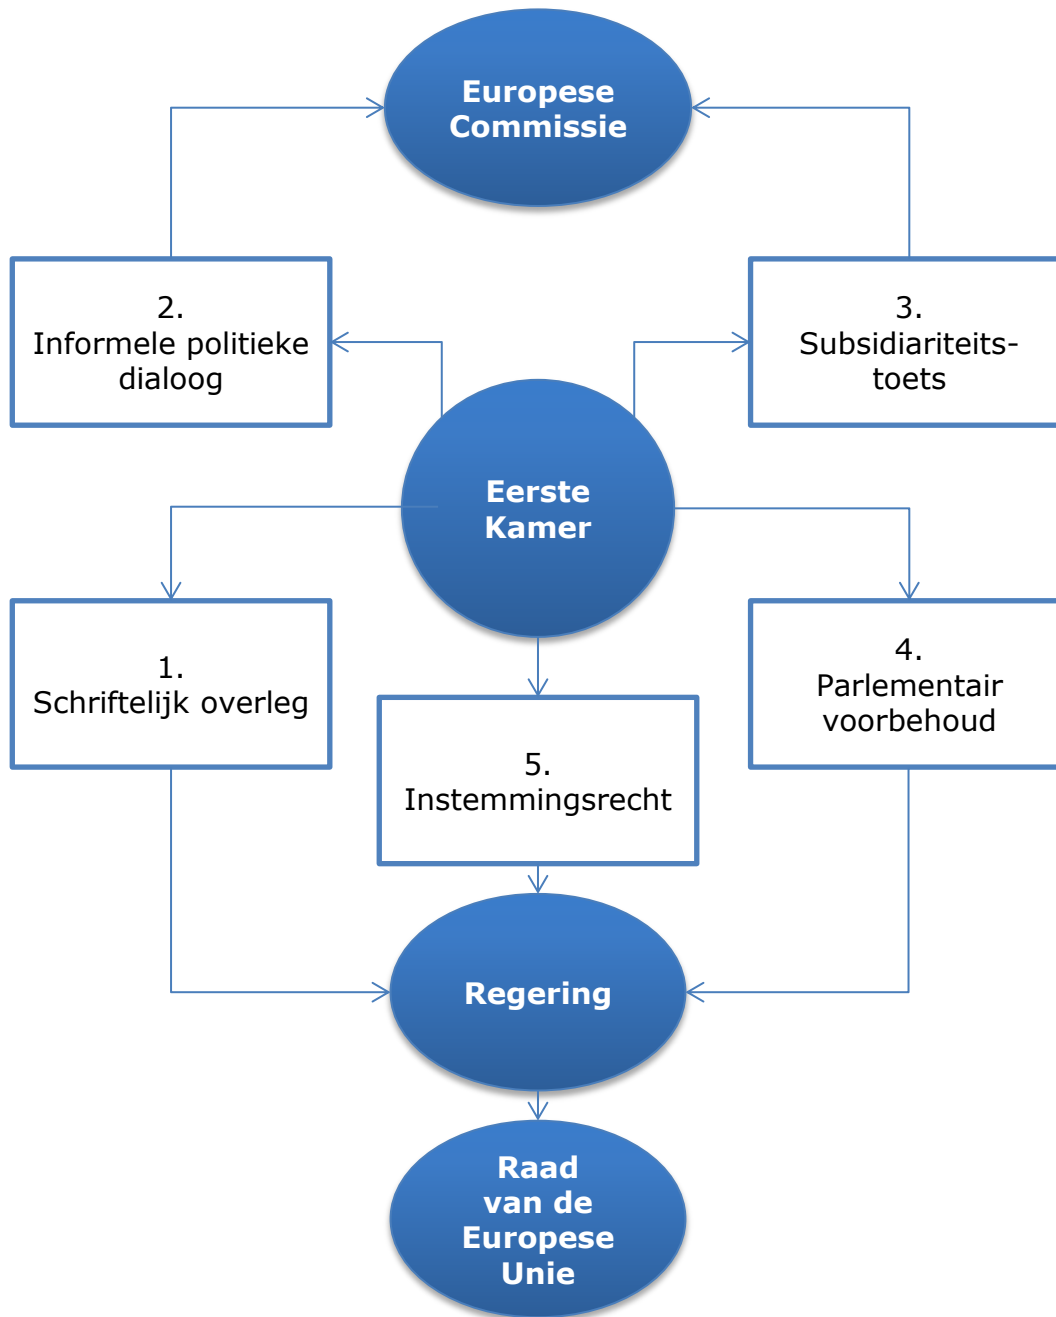 Europese
Commissie
2.
Informele politieke
dialoog
3.
Subsidiariteits-
toets
Eerste
Kamer
1.
Schriftelijk overleg
4.
Parlementair
voorbehoud
5.
Instemmingsrecht
Regering
Raad
van de
Europese
Unie